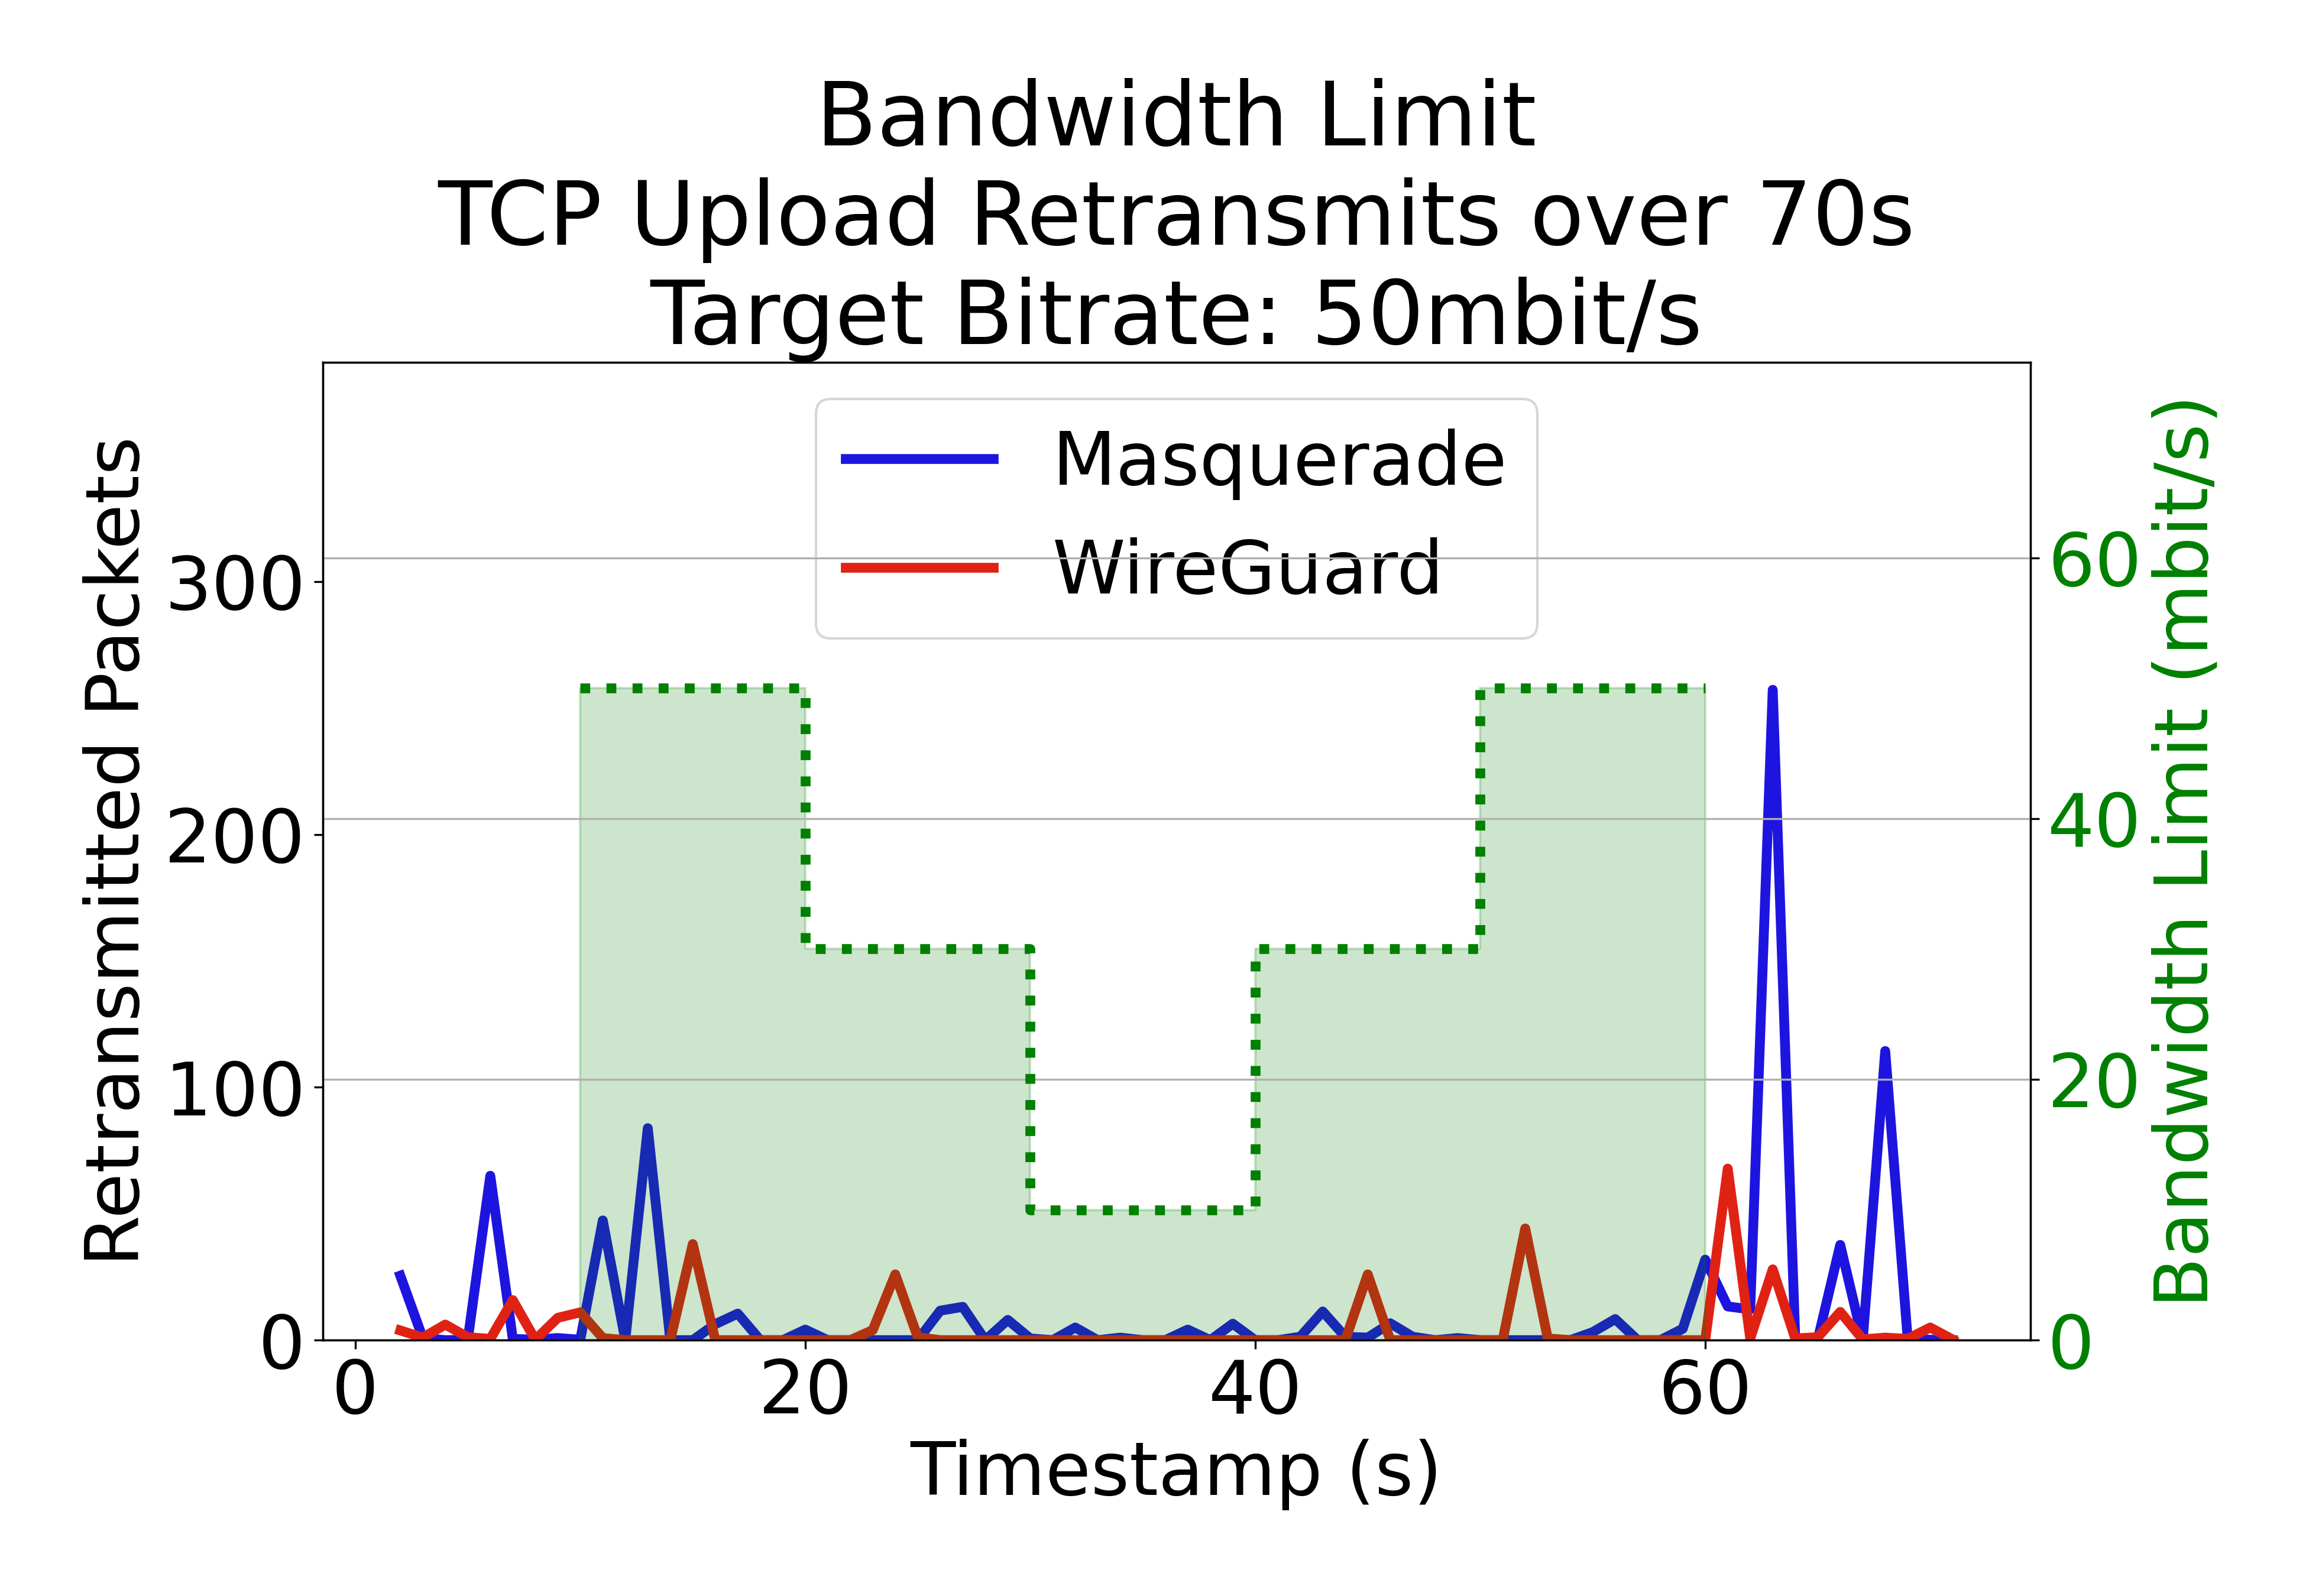 Bandwidth Limit
TCP Upload Retransmits over 70s
Target Bitrate: 50mbit/s
Masquerade
WireGuard
Retransmitted Packets
300
200
100
0
60
40
20
0
Bandwidth Limit (mbit/s)
0
20
40
60
Timestamp (s)